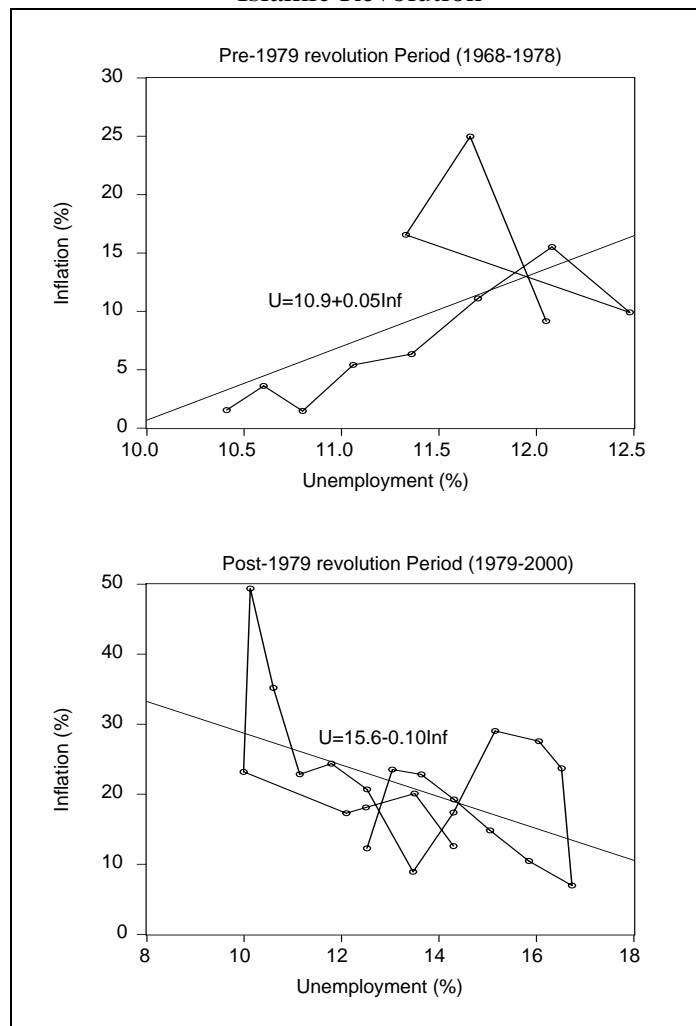 Islamic Revolution
Pre-1979 revolution Period (1968-1978)
30
25
20
15
10
5
0
Inflation (%)
U=10.9+0.05Inf
10.0 10.5 11.0 11.5 12.0 12.5
Unemployment (%)
Post-1979 revolution Period (1979-2000)
50
40
30
20
10
0
Inflation (%)
U=15.6-0.10Inf
8 10 12 14 16 18
Unemployment (%)